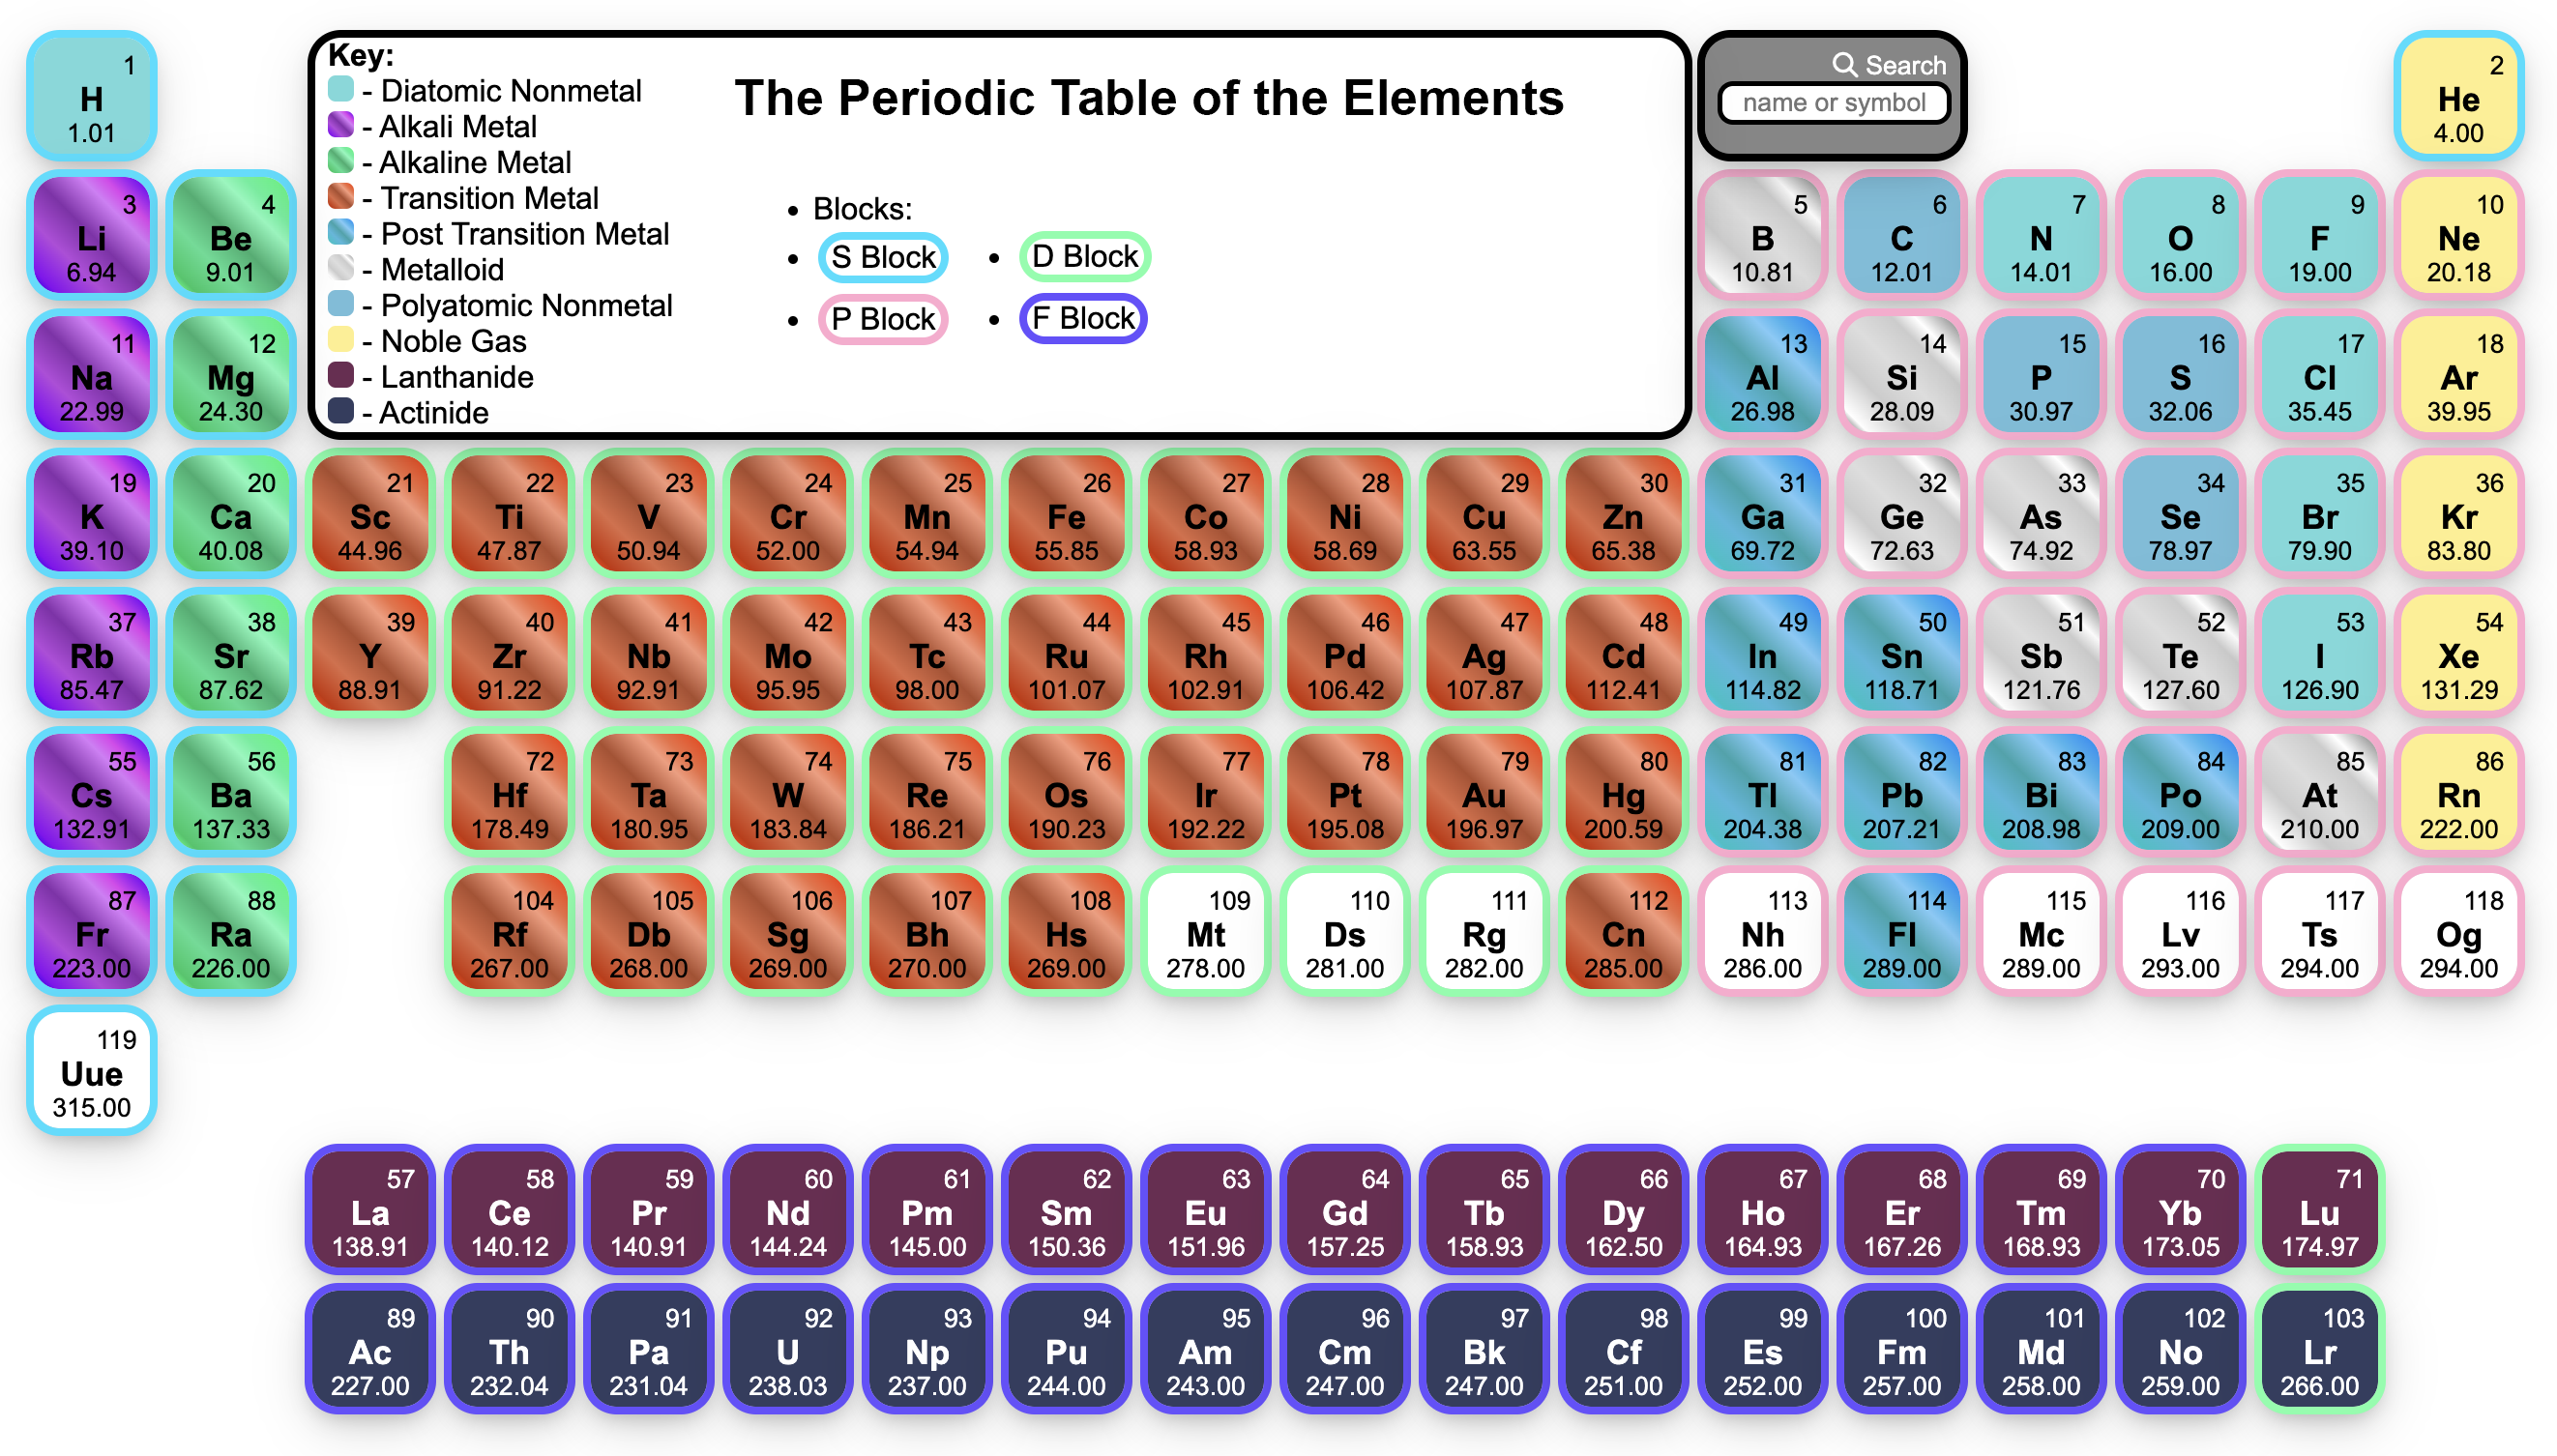 1
H
1.01
Key:
- Diatomic Nonmetal
- Alkali Metal
- Alkaline Metal
- Transition Metal
- Post Transition Metal
- Metalloid
- Polyatomic Nonmetal
- Noble Gas
- Lanthanide
- Actinide
The Periodic Table of the Elements
• Blocks:
• S Block • D Block
• P Block • F Block
Search
name or symbol
2
He
4.00
3 4 5 6 7 8 9 10
Li Be B C N O F Ne
6.94 9.01 10.81 12.01 14.01 16.00 19.00 20.18
11 12 13 14 15 16 17 18
Na Mg Al Si P S Cl Ar
22.99 24.30 26.98 28.09 30.97 32.06 35.45 39.95
19 20 21 22 23 24 25 26 27 28 29 30 31 32 33 34 35 36
K Ca Sc Ti V Cr Mn Fe Co Ni Cu Zn Ga Ge As Se Br Kr
39.10 40.08 44.96 47.87 50.94 52.00 54.94 55.85 58.93 58.69 63.55 65.38 69.72 72.63 74.92 78.97 79.90 83.80
37 38 39 40 41 42 43 44 45 46 47 48 49 50 51 52 53 54
Rb Sr Y Zr Nb Mo Tc Ru Rh Pd Ag Cd In Sn Sb Te I Xe
85.47 87.62 88.91 91.22 92.91 95.95 98.00 101.07 102.91 106.42 107.87 112.41 114.82 118.71 121.76 127.60 126.90 131.29
55 56 72 73 74 75 76 77 78 79 80 81 82 83 84 85 86
Cs Ba Hf Ta W Re Os Ir Pt Au Hg Tl Pb Bi Po At Rn
132.91 137.33 178.49 180.95 183.84 186.21 190.23 192.22 195.08 196.97 200.59 204.38 207.21 208.98 209.00 210.00 222.00
87 88 104 105 106 107 108 109 110 111 112 113 114 115 116 117 118
Fr Ra Rf Db Sg Bh Hs Mt Ds Rg Cn Nh Fl Mc Lv Ts Og
223.00 226.00 267.00 268.00 269.00 270.00 269.00 278.00 281.00 282.00 285.00 286.00 289.00 289.00 293.00 294.00 294.00
119
Uue
315.00
57 58 59 60 61 62 63 64 65 66 67 68 69 70 71
La Ce Pr Nd Pm Sm Eu Gd Tb Dy Ho Er Tm Yb Lu
138.91 140.12 140.91 144.24 145.00 150.36 151.96 157.25 158.93 162.50 164.93 167.26 168.93 173.05 174.97
89 90 91 92 93 94 95 96 97 98 99 100 101 102 103
Ac Th Pa U Np Pu Am Cm Bk Cf Es Fm Md No Lr
227.00 232.04 231.04 238.03 237.00 244.00 243.00 247.00 247.00 251.00 252.00 257.00 258.00 259.00 266.00